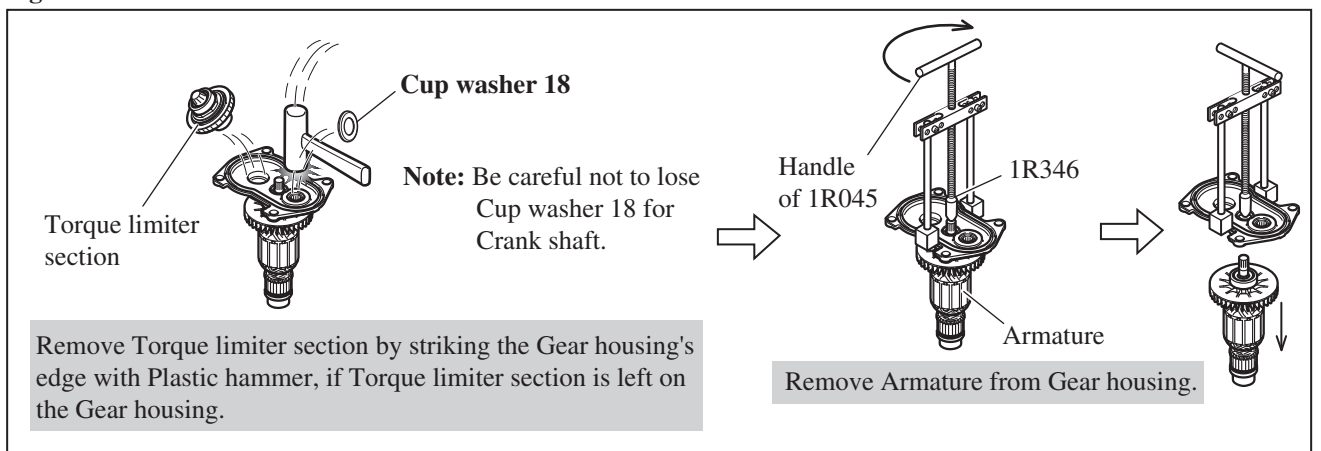 Cup washer 18
Torque limiter
section
Note: Be careful not to lose
Cup washer 18 for
Crank shaft.
Remove Torque limiter section by striking the Gear housing's
edge with Plastic hammer, if Torque limiter section is left on
the Gear housing.
Handle
of 1R045
1R346
Armature
Remove Armature from Gear housing.